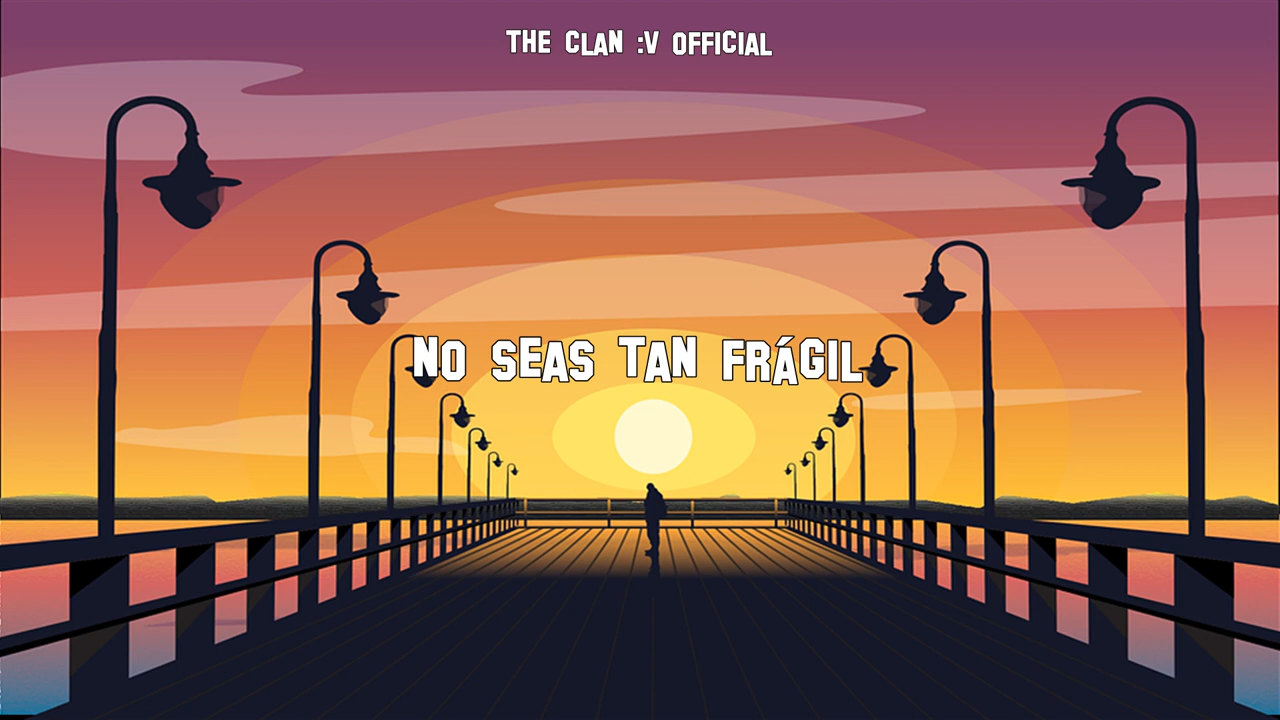 THE CLAN :V OFFICIAL
NO SEAS TAN FRÁGIL